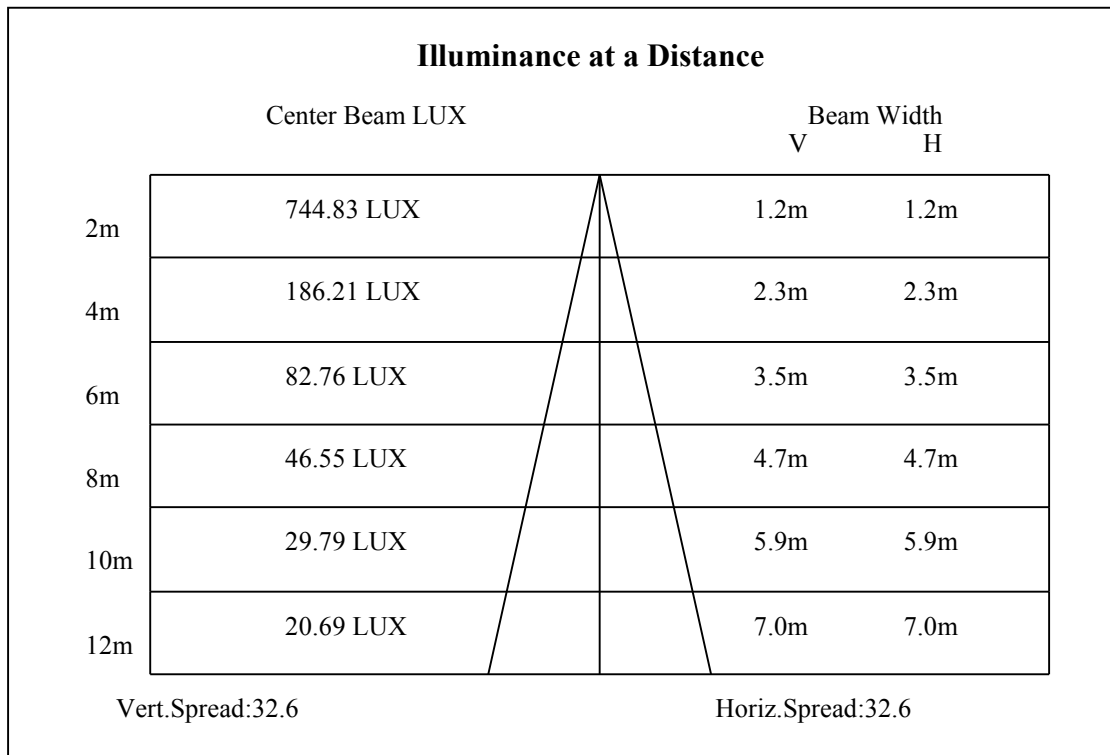 Illuminance at a Distance
Center Beam LUX Beam Width
V H
2m 744.83 LUX 1.2m 1.2m
4m 186.21 LUX 2.3m 2.3m
6m 82.76 LUX 3.5m 3.5m
8m 46.55 LUX 4.7m 4.7m
10m 29.79 LUX 5.9m 5.9m
12m 20.69 LUX 7.0m 7.0m
Vert.Spread:32.6 Horiz.Spread:32.6